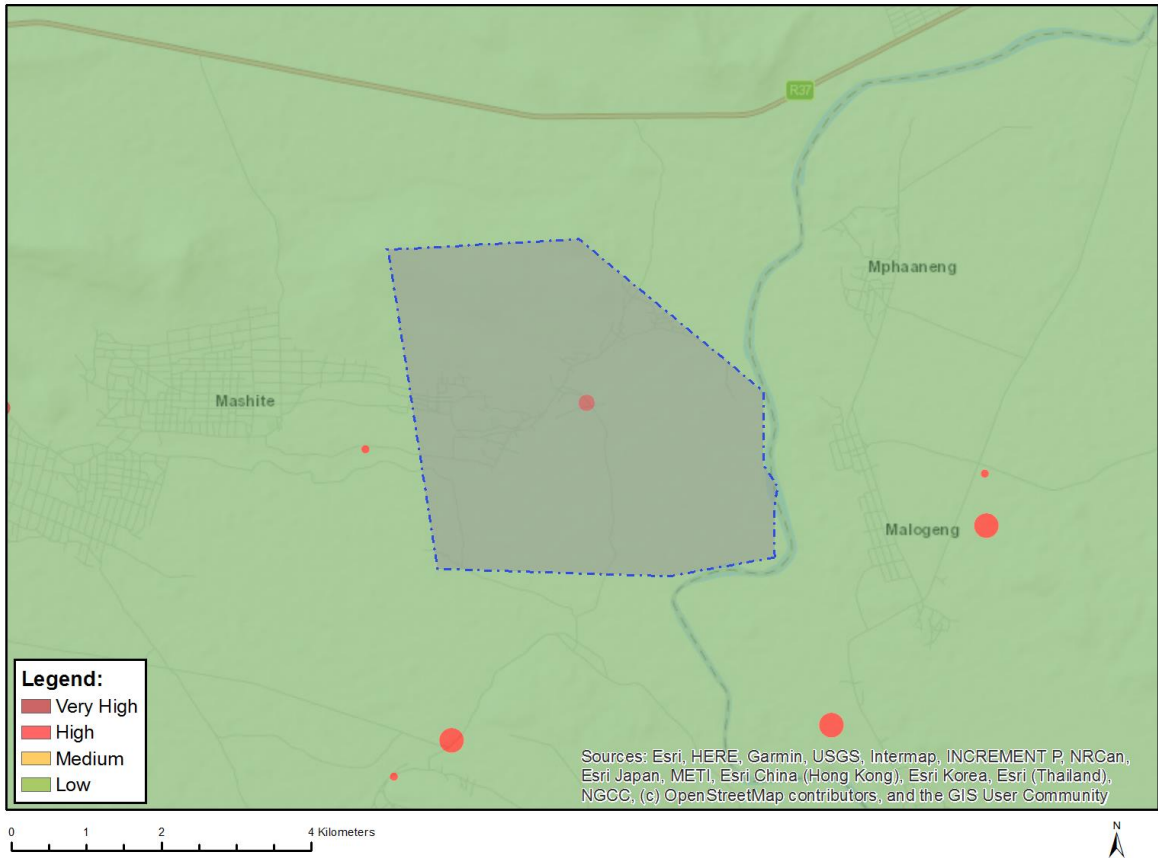 R37
Mphaaneng
Mashite
Malogeng
Legend:
Very High
High
Medium
Low
Sources: Esri, HERE, Garmin, USGS, Intermap, INCREMENT P, NRCan,
Esri Japan, METI, Esri China (Hong Kong), Esri Korea, Esri (Thailand),
NGCC, (c) OpenStreetMap contributors, and the GIS User Community
0 1 2 4 Kilometers
N